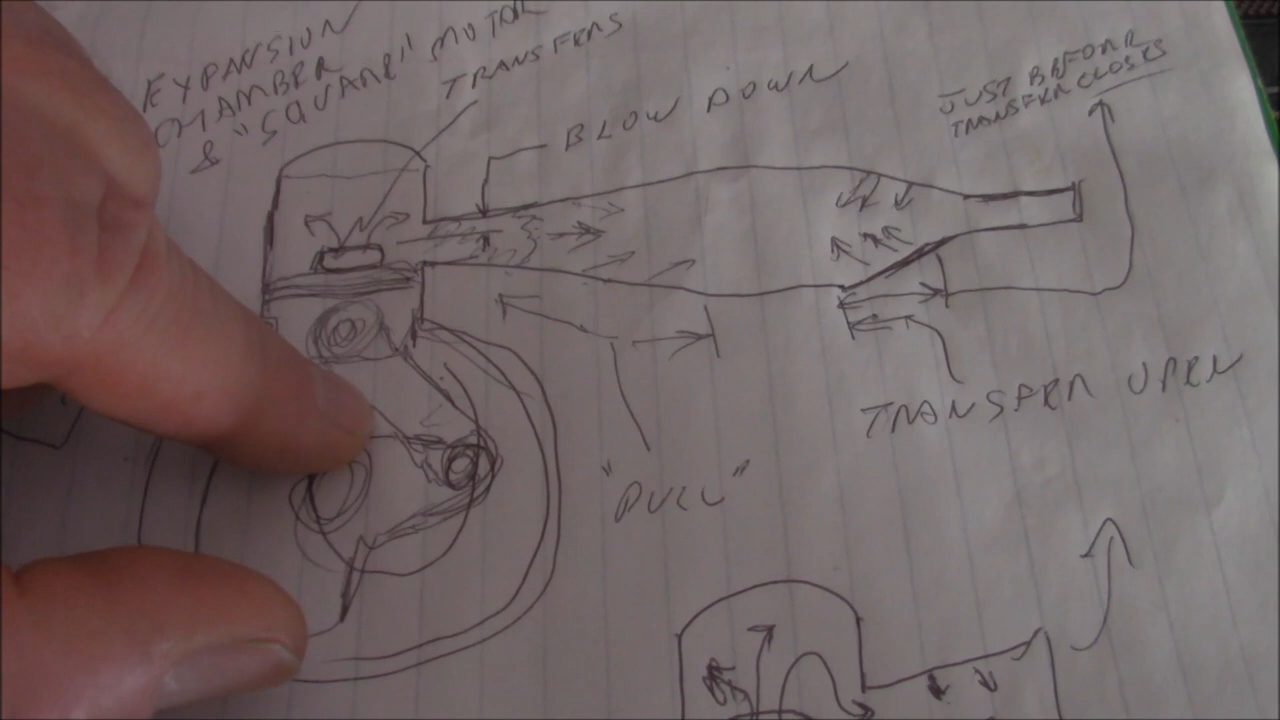 EXPANSION
CHAMBER
& "SQUARE" MOTOR
TRANSFERS
BLOW DOWN
JUST BEFORE
TRANSFER CLOSES
TRANSFER OPEN
"PULL"